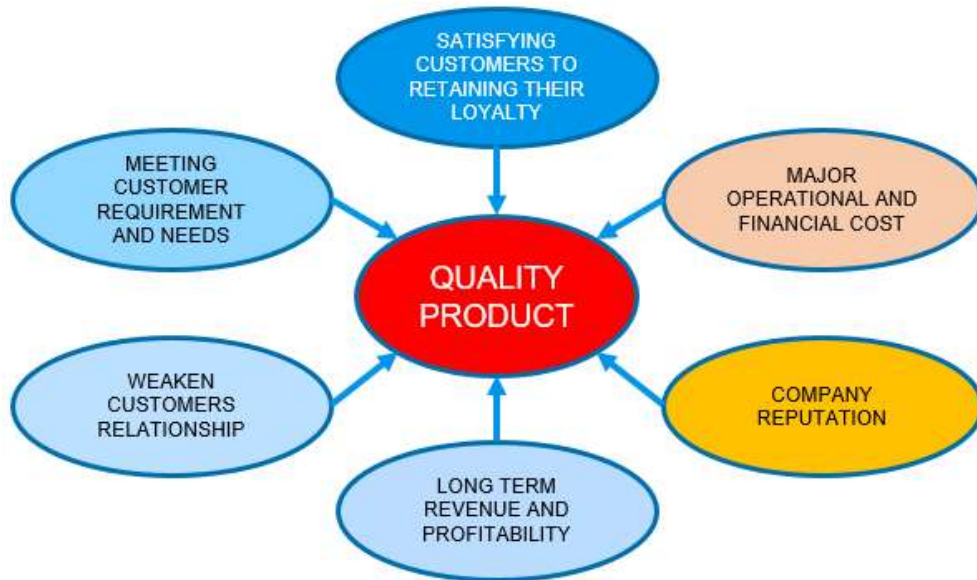 SATISFYING
CUSTOMERS TO
RETAINING THEIR
LOYALTY
MEETING
CUSTOMER
REQUIREMENT
AND NEEDS
MAJOR
OPERATIONAL AND
FINANCIAL COST
QUALITY
PRODUCT
WEAKEN
CUSTOMERS
RELATIONSHIP
COMPANY
REPUTATION
LONG TERM
REVENUE AND
PROFITABILITY